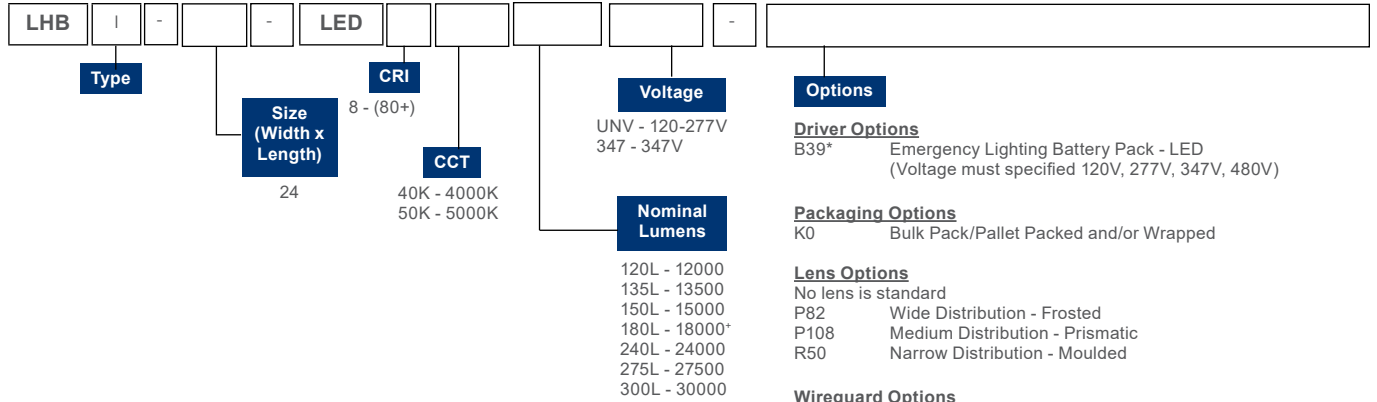 LHB I - - LED -
Type
Size
(Width x
Length)
24
CRI
8 - (80+)
CCT
40K - 4000K
50K - 5000K
Voltage
UNV - 120-277V
347 - 347V
Nominal
Lumens
120L - 12000
135L - 13500
150L - 15000
180L - 18000+
240L - 24000
275L - 27500
300L - 30000
Options
Driver Options
B39* Emergency Lighting Battery Pack - LED
(Voltage must specified 120V, 277V, 347V, 480V)
Packaging Options
K0 Bulk Pack/Pallet Packed and/or Wrapped
Lens Options
No lens is standard
P82 Wide Distribution - Frosted
P108 Medium Distribution - Prismatic
R50 Narrow Distribution - Moulded
Wireguard Options